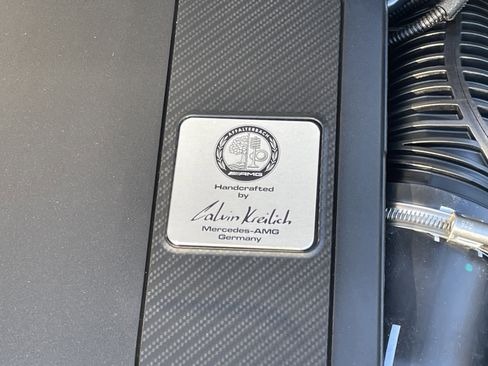 AFFALTERBACH
AMG
Handcrafted
by
Calvin Kreilich
Mercedes-AMG
Germany